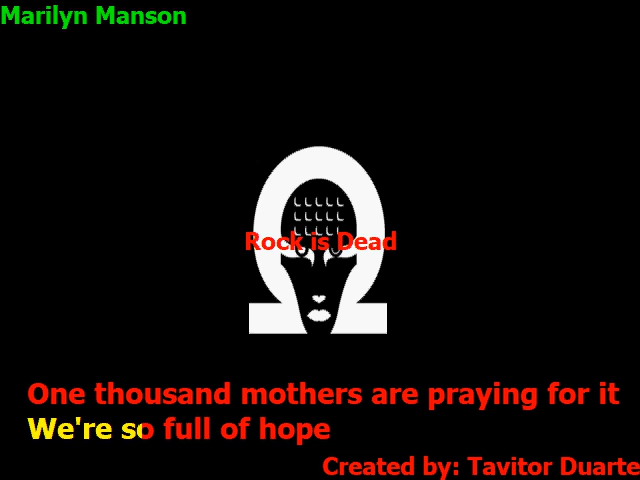 Marilyn Manson
Rock is Dead
One thousand mothers are praying for it
We're so full of hope
Created by: Tavitor Duarte